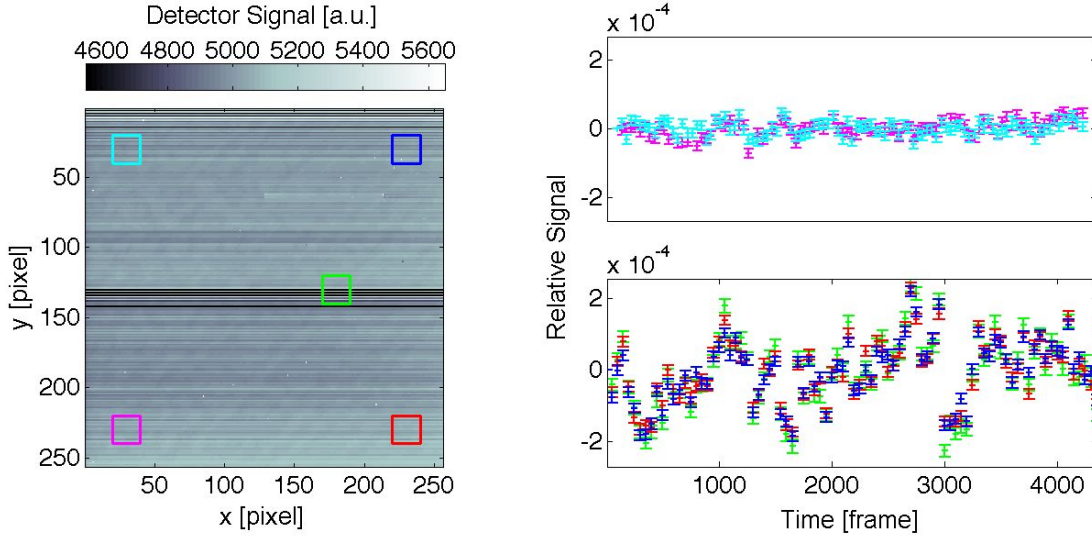 Detector Signal [a.u.]
4600 4800 5000 5200 5400 5600
50
100
150
200
250
y [pixel]
50 100 150 200 250
x [pixel]
x 10⁻⁴
2
0
-2
Relative Signal
x 10⁻⁴
2
0
-2
1000 2000 3000 4000
Time [frame]